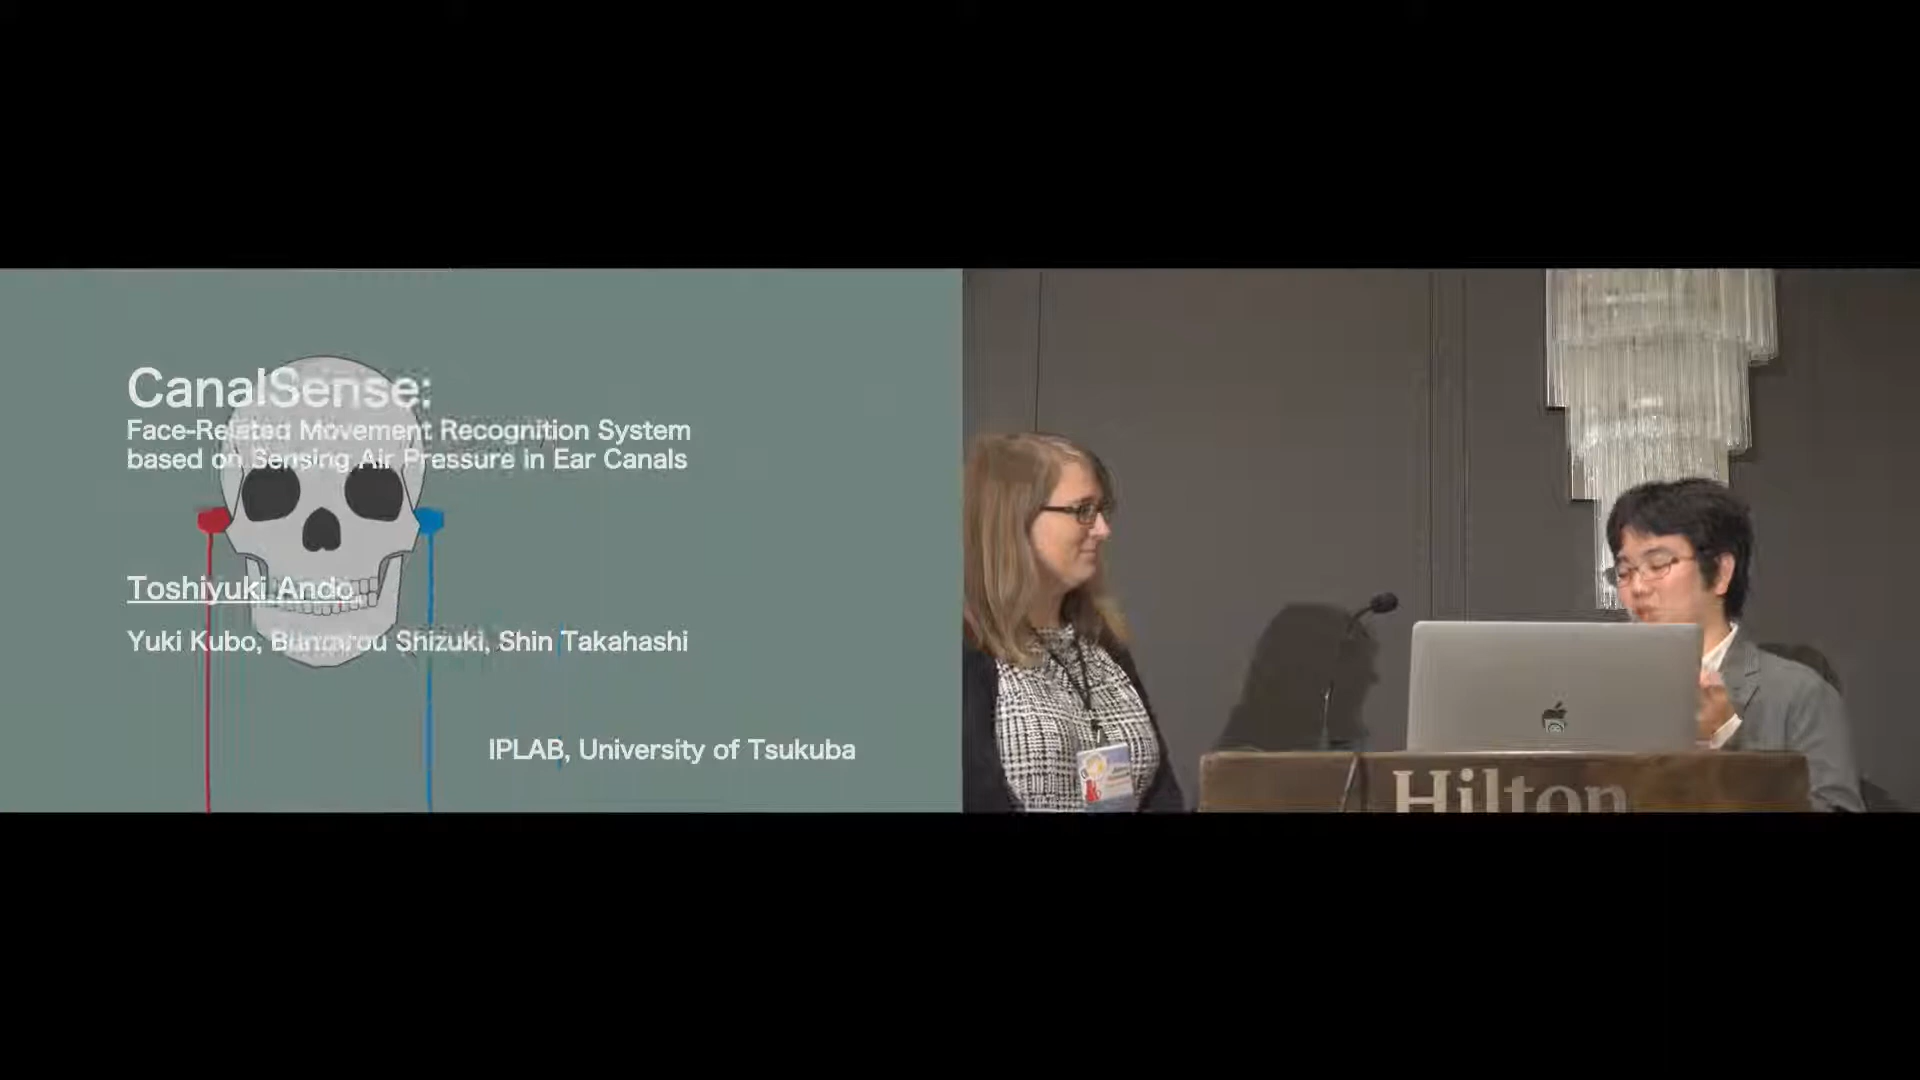 CanalSense:
Face-Related Movement Recognition System
based on Sensing Air Pressure in Ear Canals
Toshiyuki Ando
Yuki Kubo, Buntarou Shizuki, Shin Takahashi
IPLAB, University of Tsukuba
Hilton